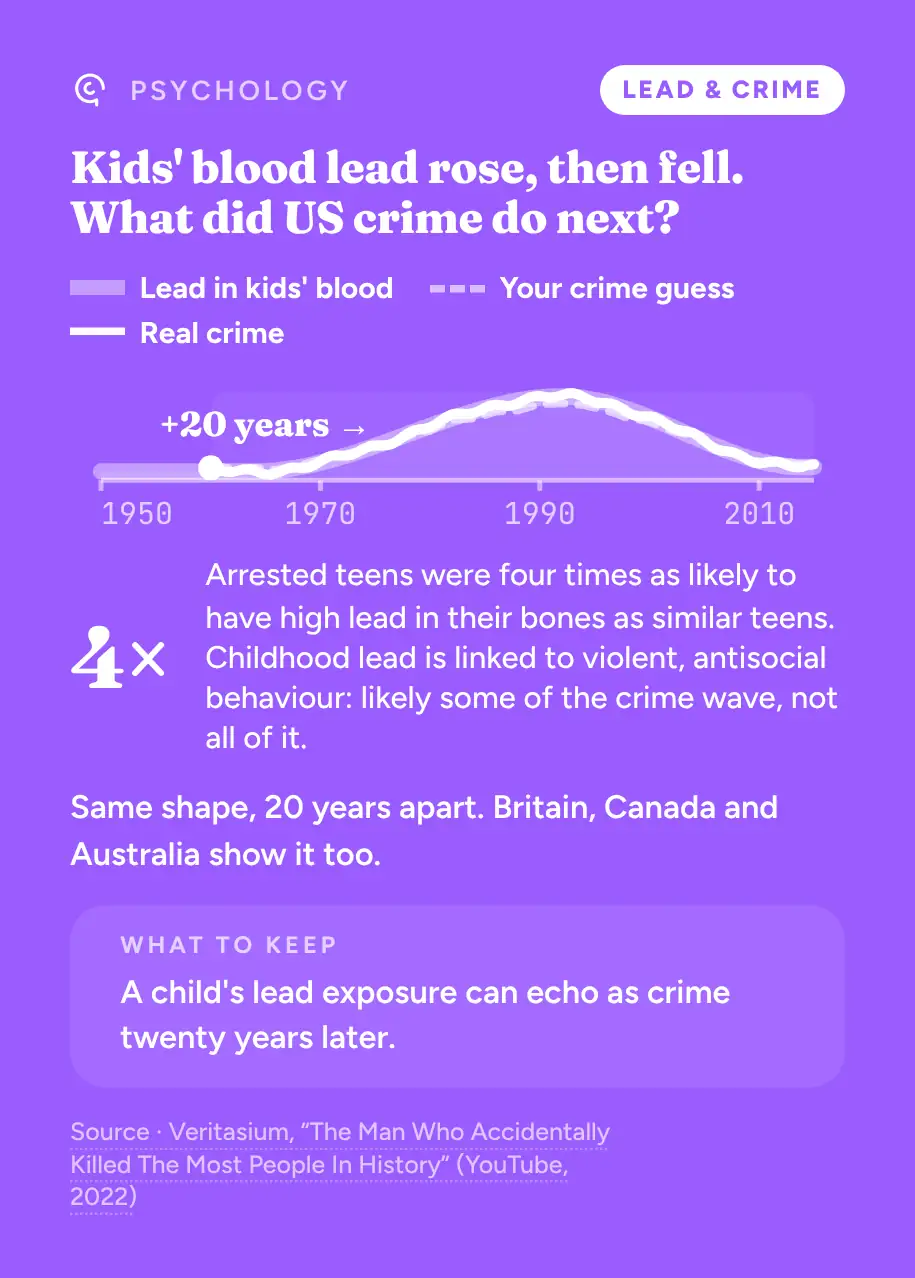 PSYCHOLOGY
LEAD & CRIME
Kids' blood lead rose, then fell.
What did US crime do next?
Lead in kids' blood
Your crime guess
Real crime
+20 years →
1950 1970 1990 2010
4×
Arrested teens were four times as likely to
have high lead in their bones as similar teens.
Childhood lead is linked to violent, antisocial
behaviour: likely some of the crime wave, not
all of it.
Same shape, 20 years apart. Britain, Canada and
Australia show it too.
WHAT TO KEEP
A child's lead exposure can echo as crime
twenty years later.
Source · Veritasium, “The Man Who Accidentally
Killed The Most People In History” (YouTube,
2022)